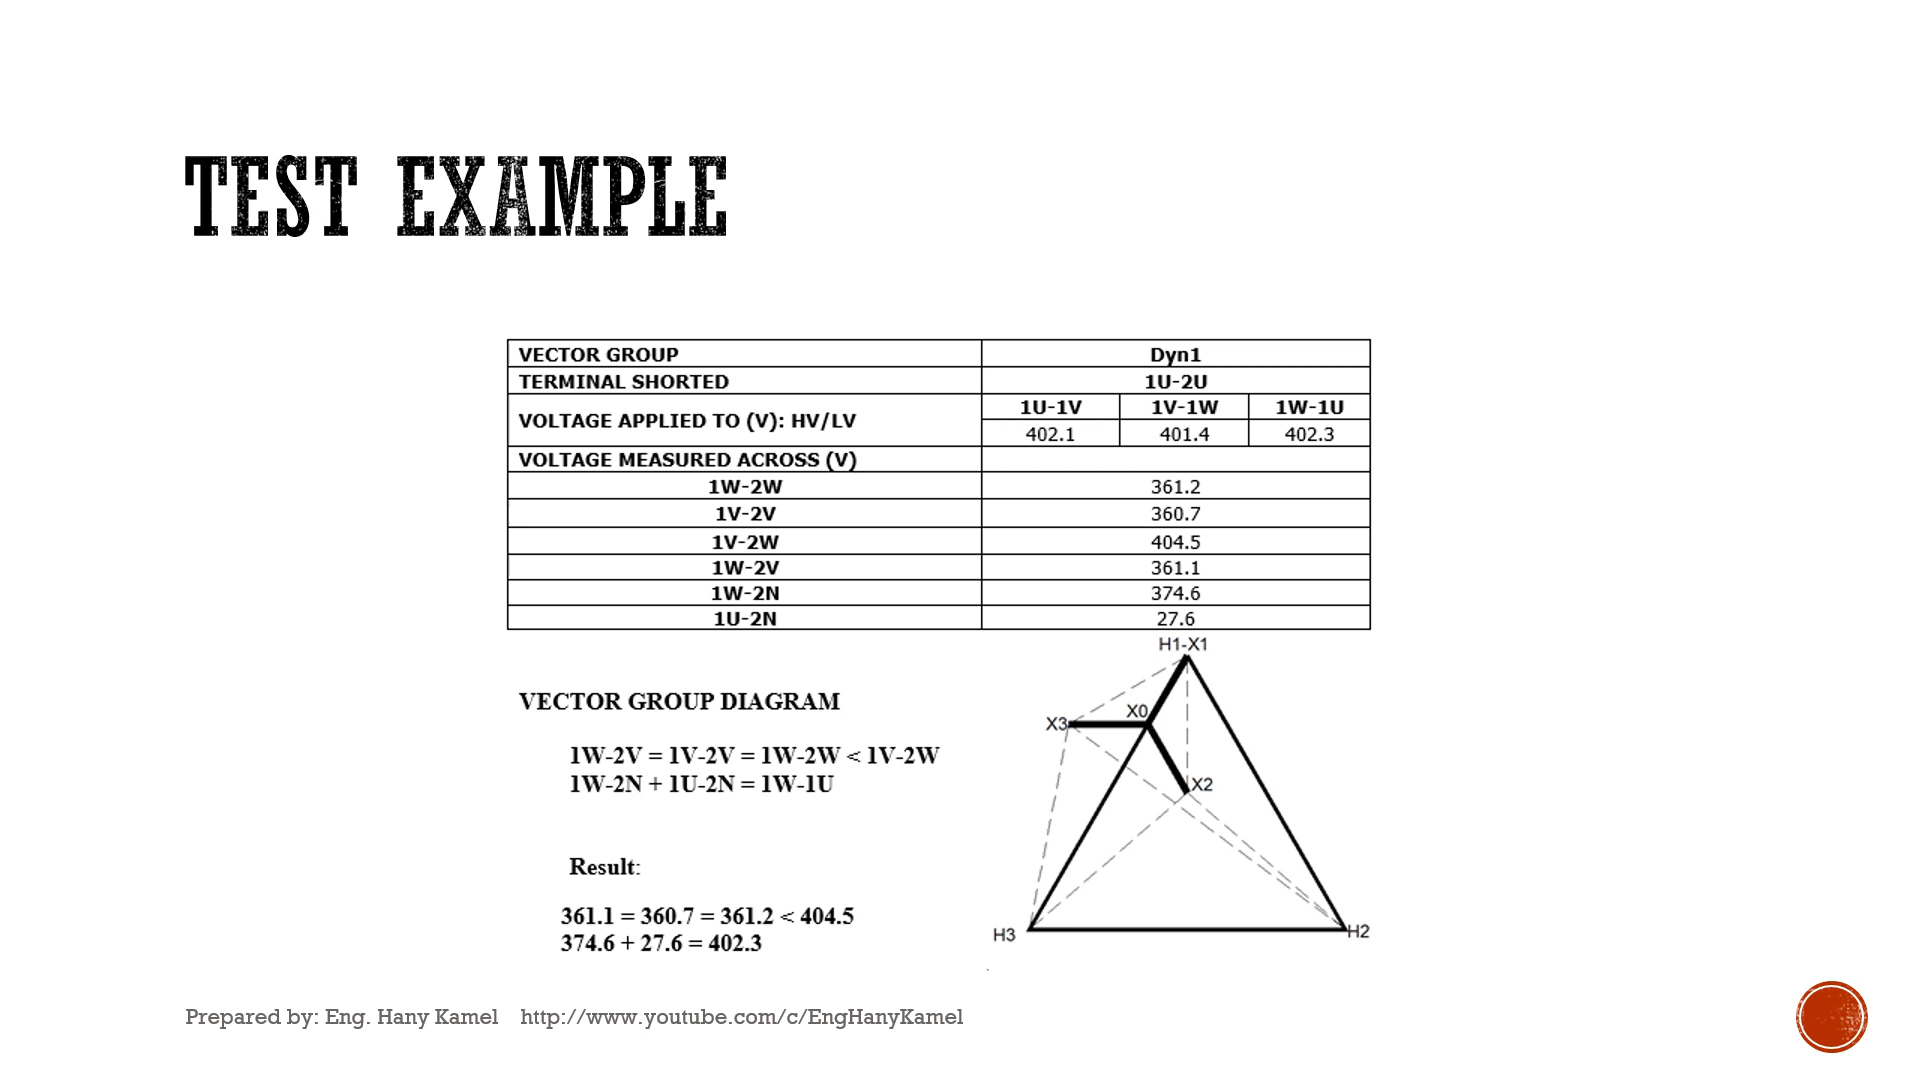 TEST EXAMPLE
VECTOR GROUP Dyn1
TERMINAL SHORTED 1U-2U
VOLTAGE APPLIED TO (V): HV/LV 1U-1V 1V-1W 1W-1U
402.1 401.4 402.3
VOLTAGE MEASURED ACROSS (V)
1W-2W 361.2
1V-2V 360.7
1V-2W 404.5
1W-2V 361.1
1W-2N 374.6
1U-2N 27.6
H1-X1
VECTOR GROUP DIAGRAM
X0
X3
1W-2V = 1V-2V = 1W-2W < 1V-2W
1W-2N + 1U-2N = 1W-1U
X2
Result:
361.1 = 360.7 = 361.2 < 404.5
374.6 + 27.6 = 402.3
H3
H2
Prepared by: Eng. Hany Kamel http://www.youtube.com/c/EngHanyKamel